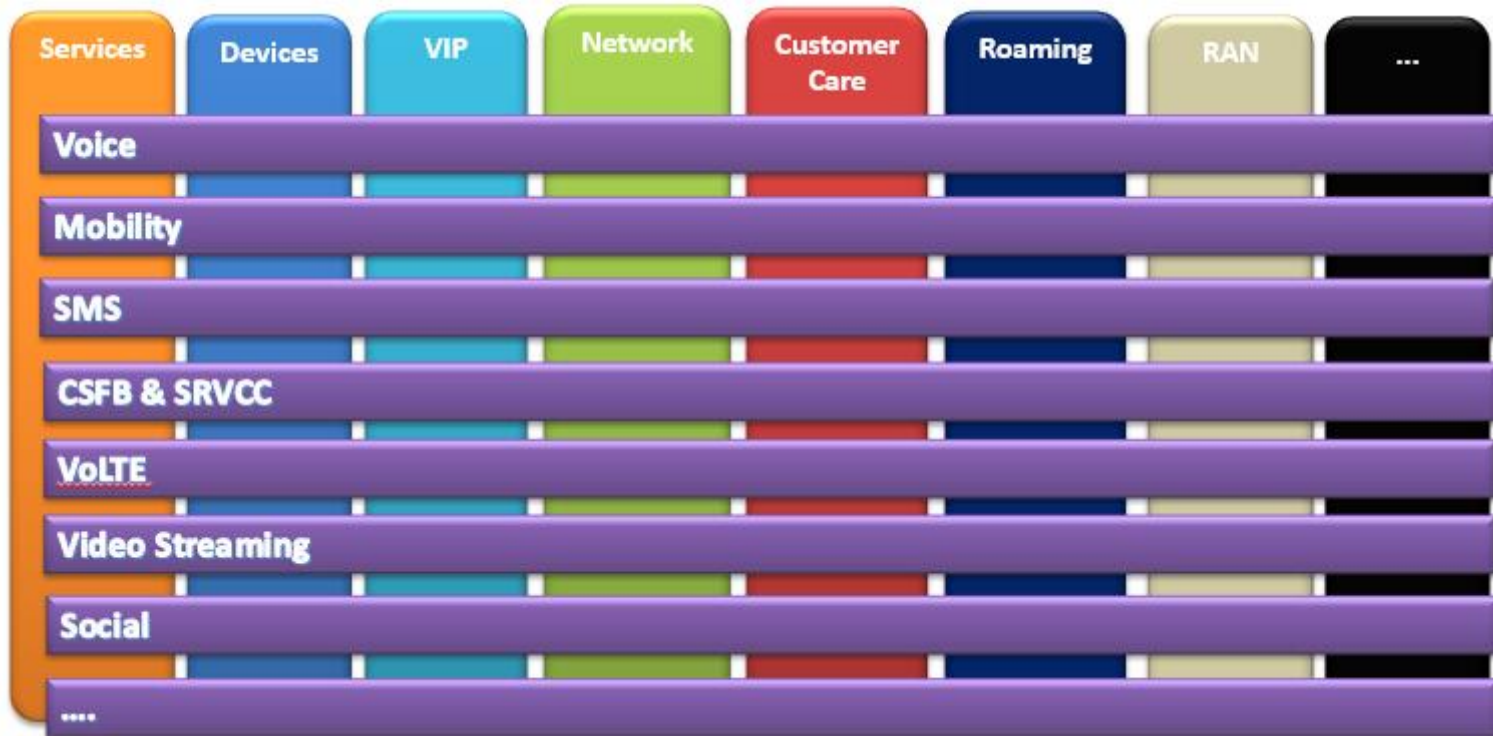 Services
Devices
VIP
Network
Customer
Care
Roaming
RAN
...
Voice
Mobility
SMS
CSFB & SRVCC
VoLTE
Video Streaming
Social
....